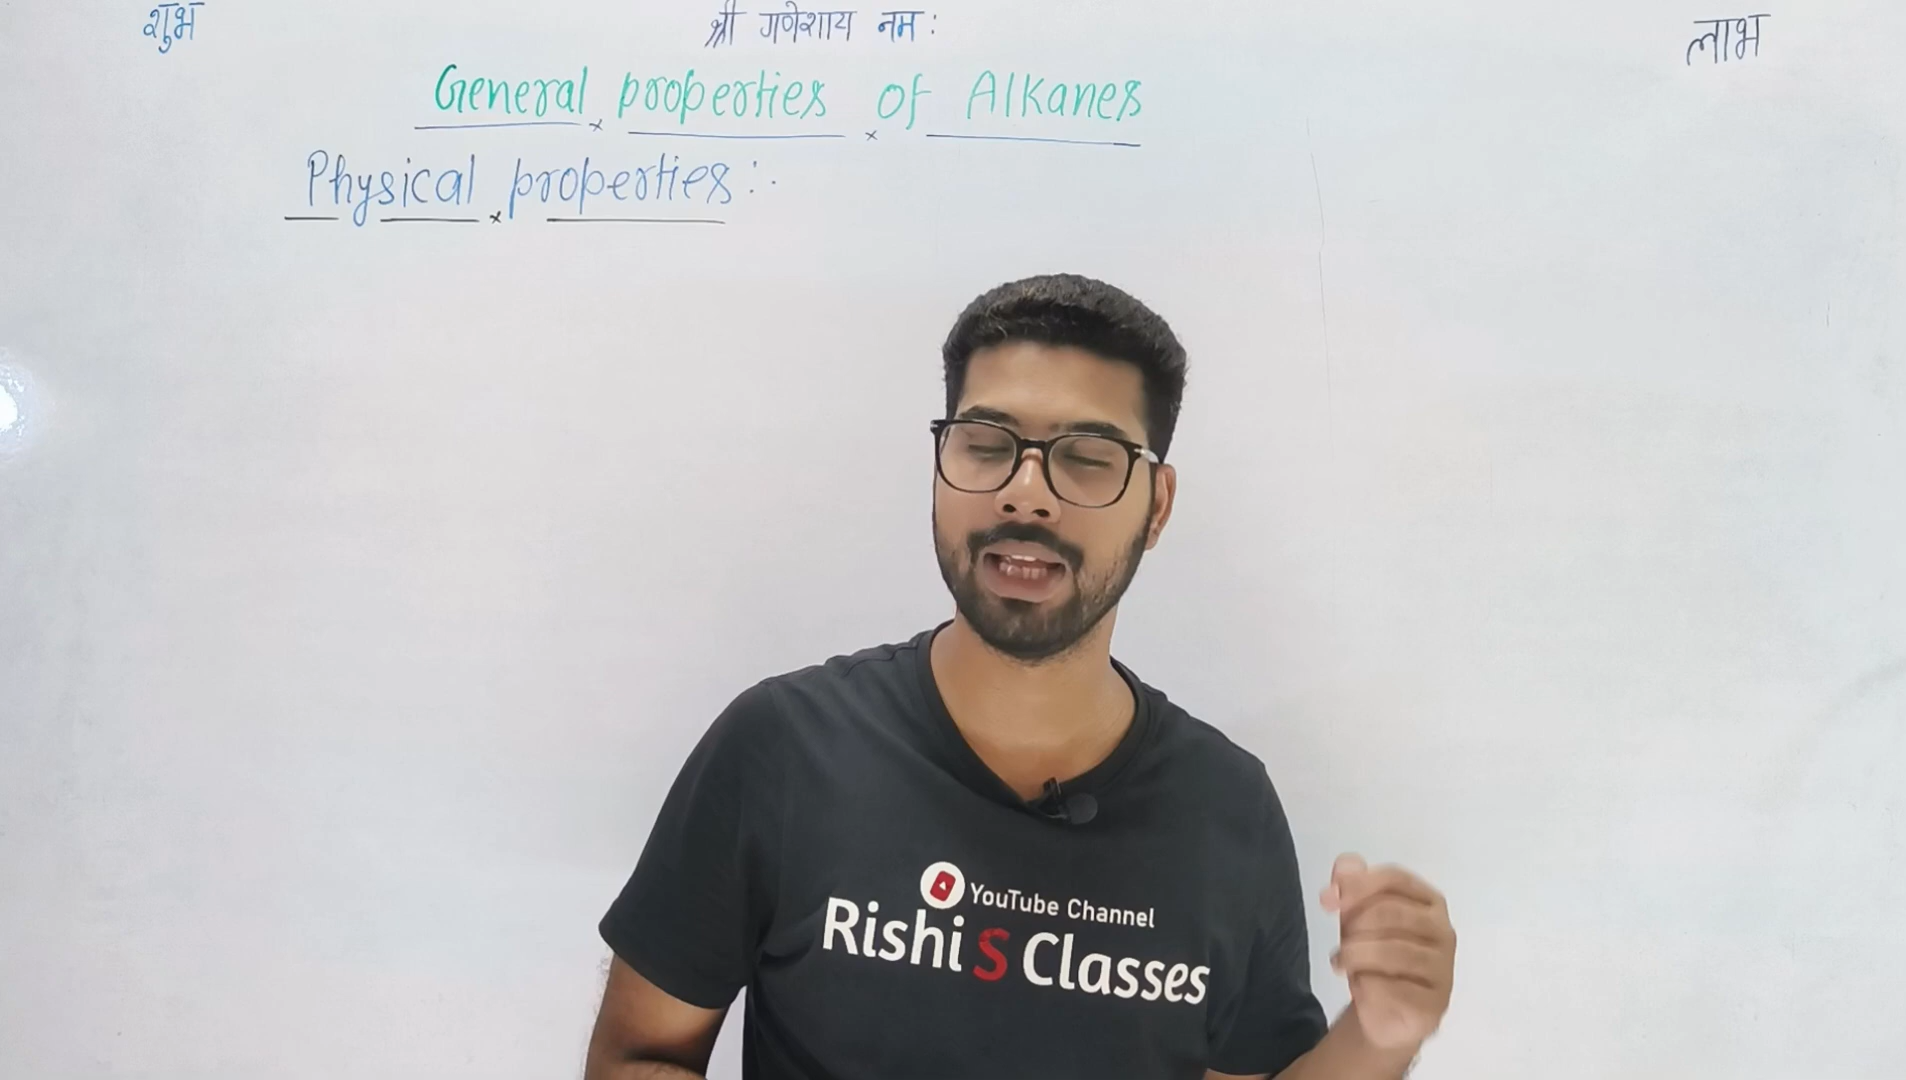 शुभ श्री गणेशाय नम: लाभ
General properties of Alkanes
Physical properties:-
YouTube Channel
Rishi S Classes